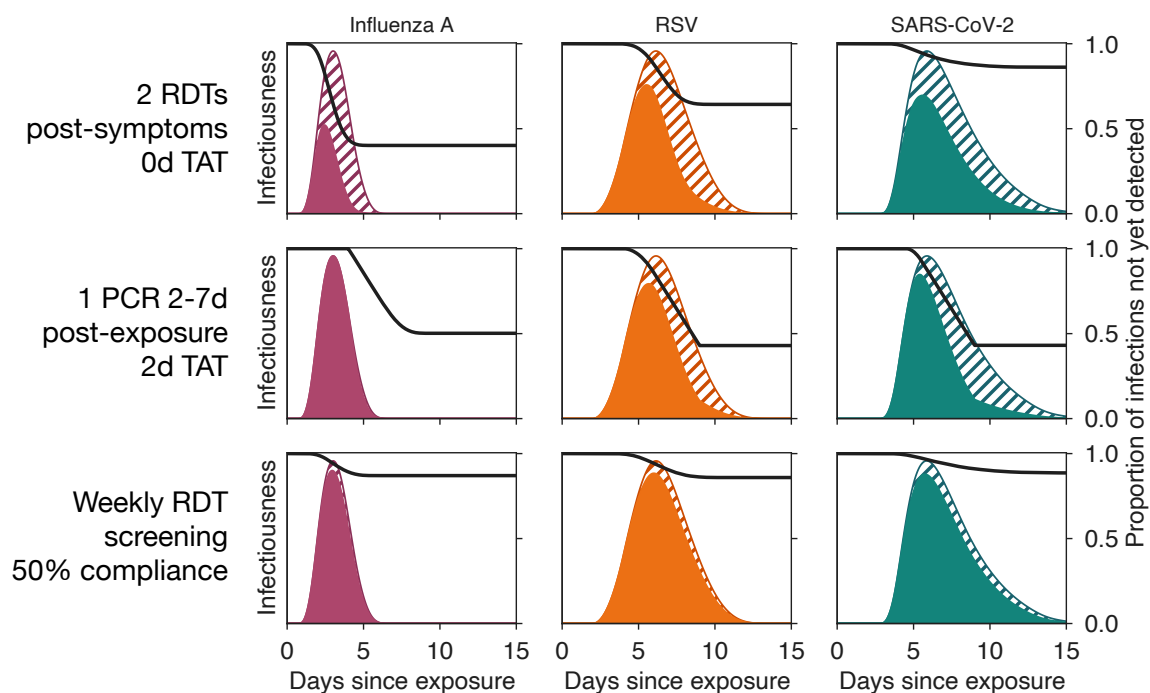 Influenza A
RSV
SARS-CoV-2
2 RDTs
post-symptoms
0d TAT
Infectiousness
1.0
0.5
0.0
1 PCR 2-7d
post-exposure
2d TAT
Infectiousness
1.0
0.5
0.0
Proportion of infections not yet detected
Weekly RDT
screening
50% compliance
Infectiousness
1.0
0.5
0.0
0 5 10 15
0 5 10 15
0 5 10 15
Days since exposure
Days since exposure
Days since exposure